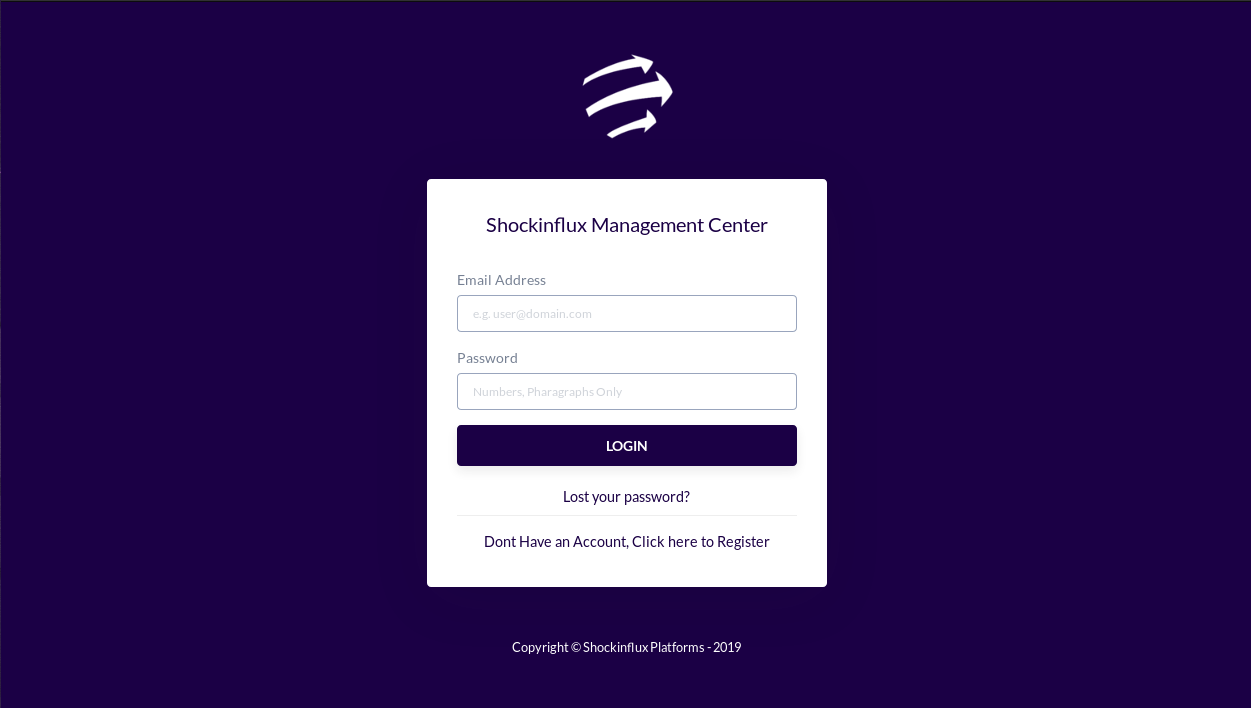 Shockinflux Management Center
Email Address
e.g. user@domain.com
Password
Numbers, Pharagraphs Only
LOGIN
Lost your password?
Dont Have an Account, Click here to Register
Copyright © Shockinflux Platforms - 2019